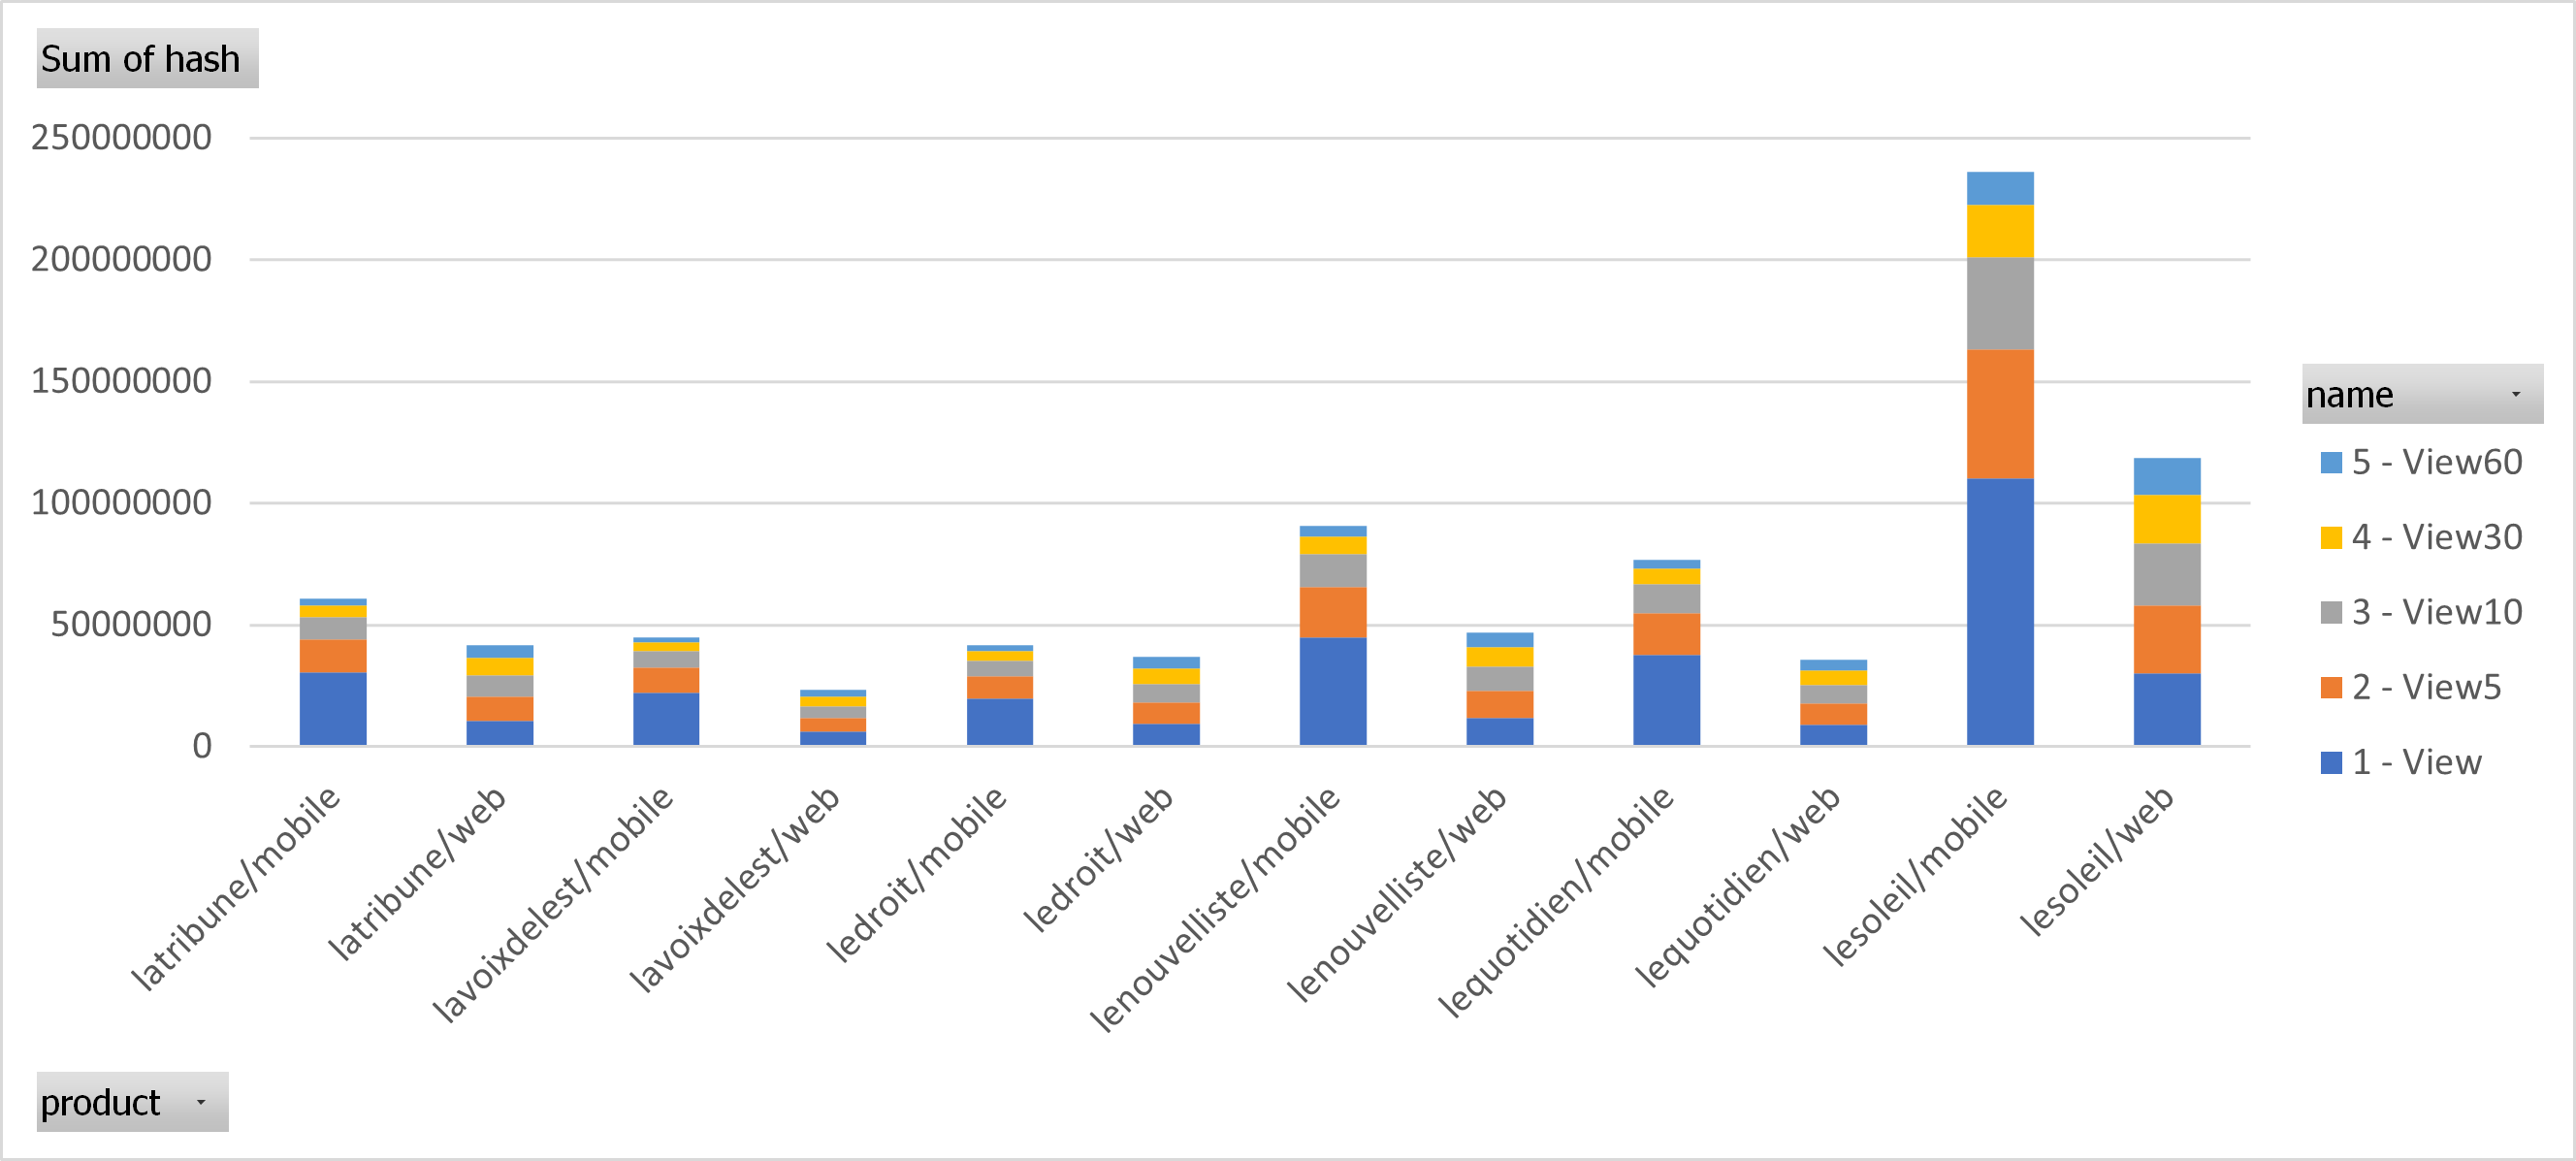 Sum of hash
250000000
200000000
150000000
100000000
50000000
0
latribune/mobile
latribune/web
lavoixdelest/mobile
lavoixdelest/web
ledroit/mobile
ledroit/web
lenouvelliste/mobile
lenouvelliste/web
lequotidien/mobile
lequotidien/web
lesoleil/mobile
lesoleil/web
name
5 - View60
4 - View30
3 - View10
2 - View5
1 - View
product